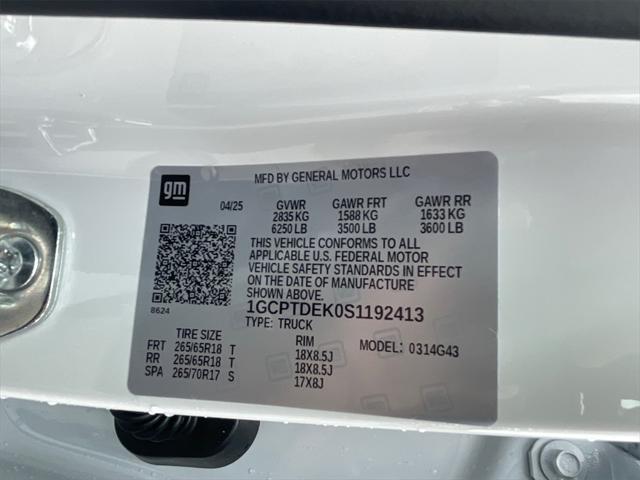 gm
MFD BY GENERAL MOTORS LLC
04/25 GVWR GAWR FRT GAWR RR
2835 KG 1588 KG 1633 KG
6250 LB 3500 LB 3600 LB
THIS VEHICLE CONFORMS TO ALL
APPLICABLE U.S. FEDERAL MOTOR
VEHICLE SAFETY STANDARDS IN EFFECT
ON THE DATE OF MANUFACTURE
SHOWN ABOVE.
8624
1GCPTDEK0S1192413
TYPE: TRUCK
TIRE SIZE RIM MODEL: 0314G43
FRT 265/65R18 T 18X8.5J
RR 265/65R18 T 18X8.5J
SPA 265/70R17 S 17X8J